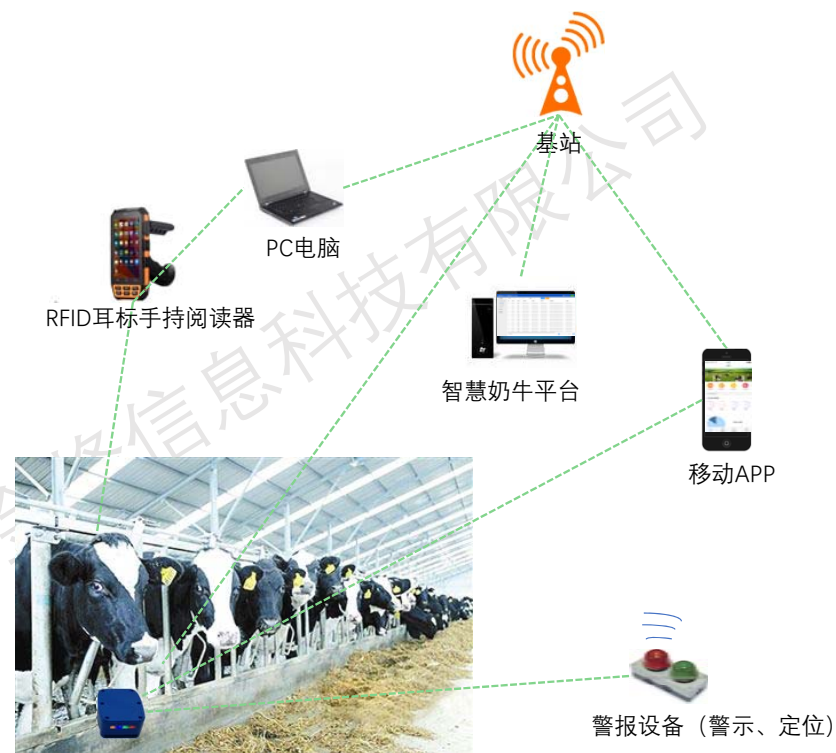 基站
PC电脑
RFID耳标手持阅读器
智慧奶牛平台
移动APP
警报设备（警示、定位）
信息科技有限公司